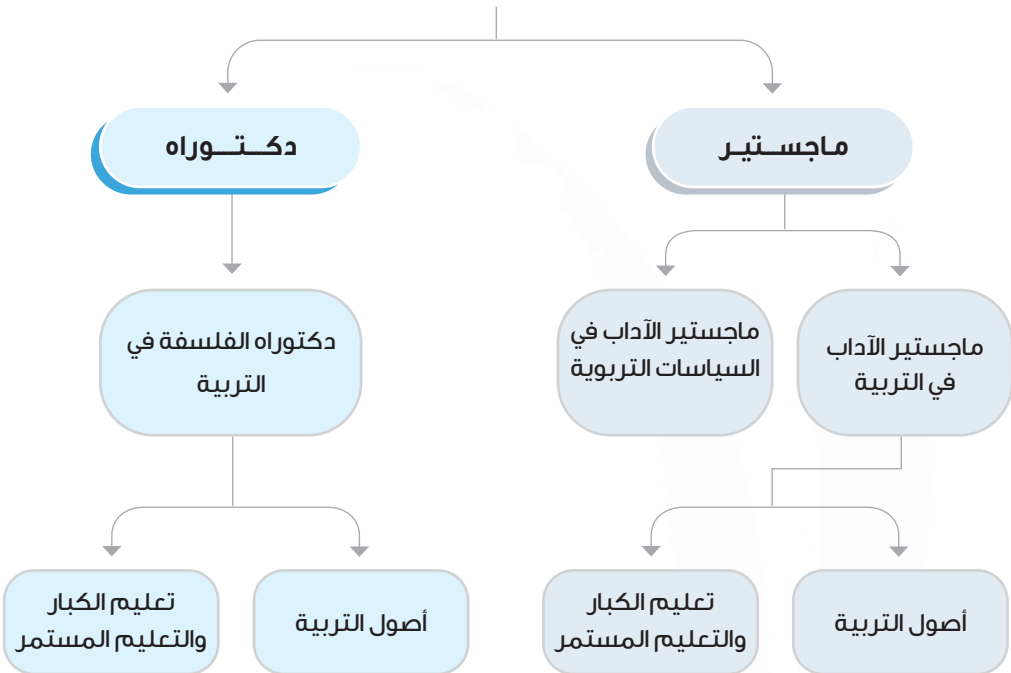 ماجستير
دكتوراه
ماجستير الآداب
في التربية
ماجستير الآداب في
السياسات التربوية
دكتوراه الفلسفة في
التربية
أصول التربية
تعليم الكبار
والتعليم المستمر
أصول التربية
تعليم الكبار
والتعليم المستمر